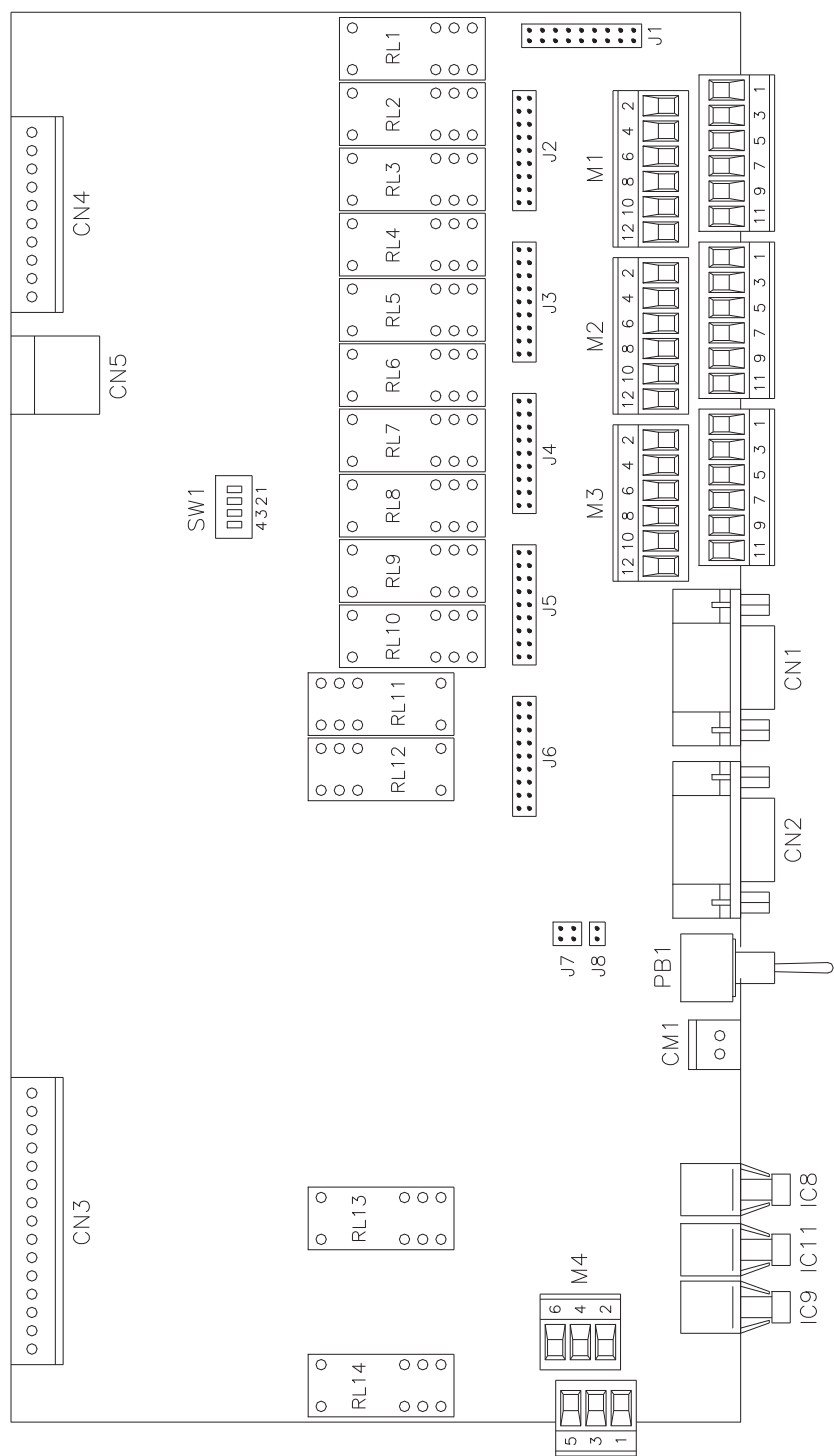 CN4
CN5
CN3
SW1
4321
RL1
RL2
RL3
RL4
RL5
RL6
RL7
RL8
RL9
RL10
RL11
RL12
RL13
RL14
J1
J2
J3
J4
J5
J6
J7
J8
M1
12 10 8 6 4 2
11 9 7 5 3 1
M2
12 10 8 6 4 2
11 9 7 5 3 1
M3
12 10 8 6 4 2
11 9 7 5 3 1
CN1
CN2
PB1
CM1
IC8
IC11
IC9
M4
6 4 2
5 3 1